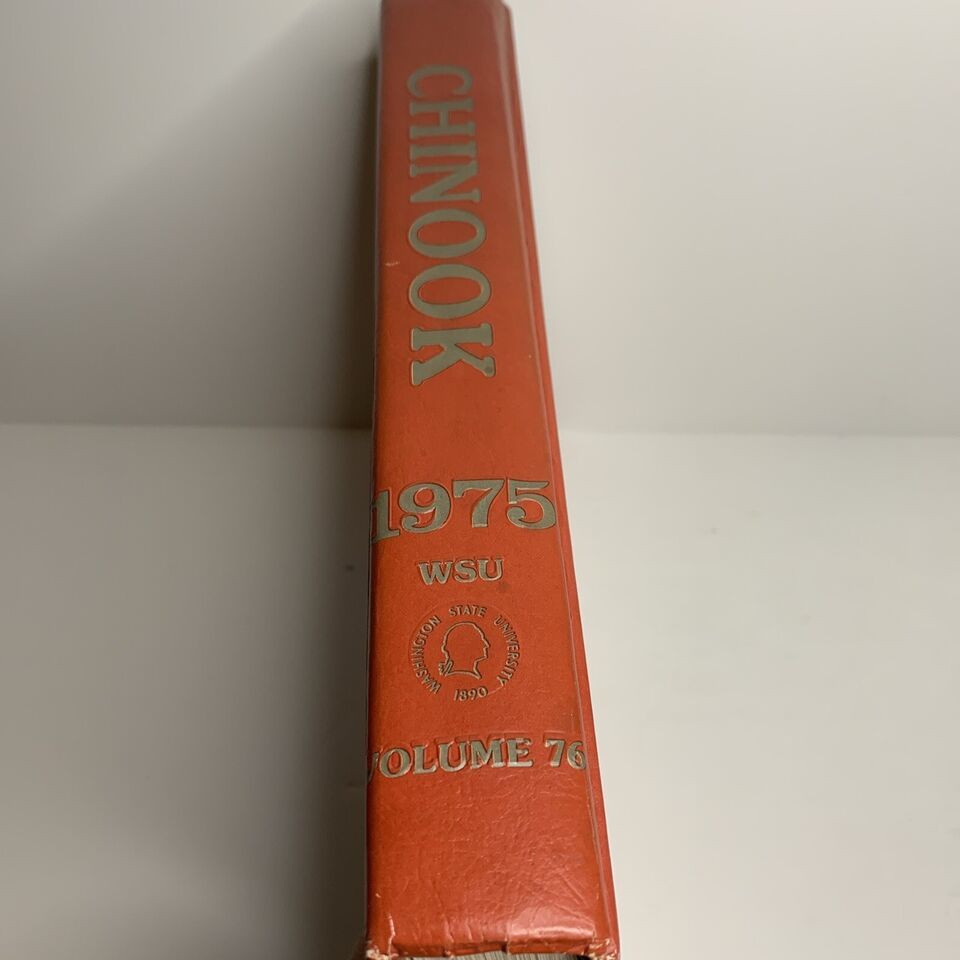 CHINOOK
1975
WSU
WASHINGTON STATE UNIVERSITY
1890
VOLUME 76